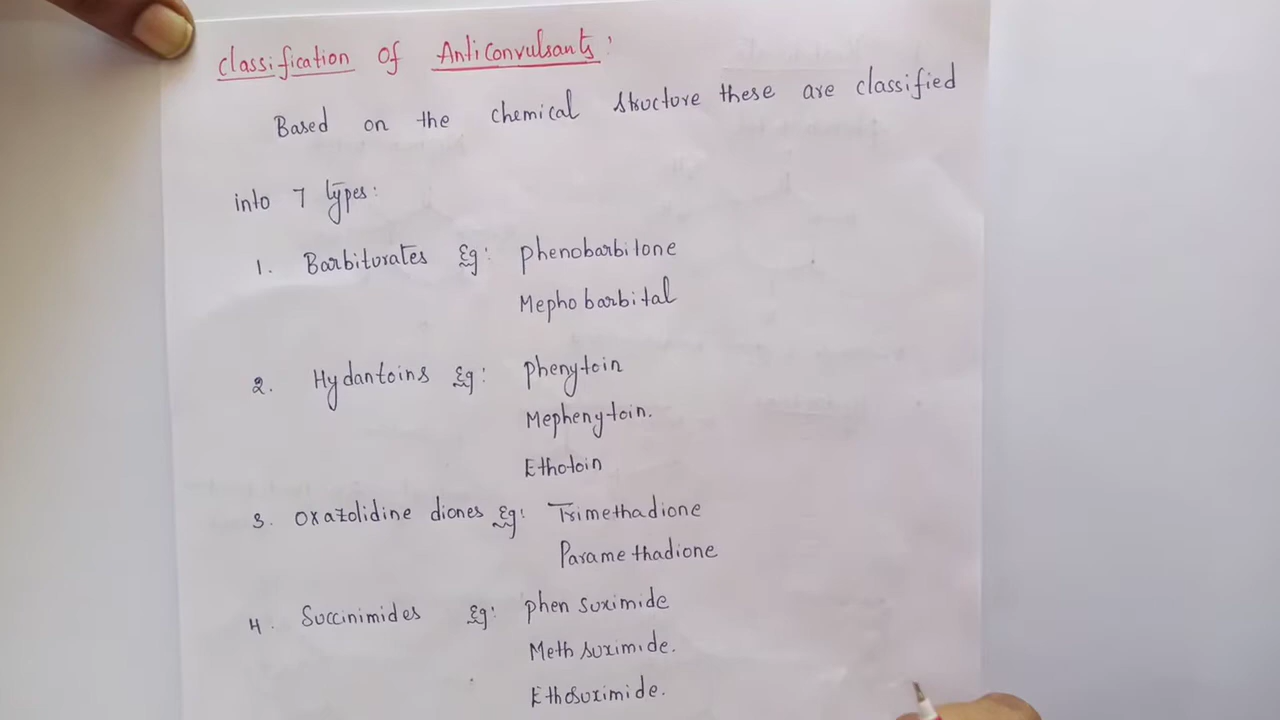 Classification of Anticonvulsants :
Based on the chemical structure these are classified
into 7 types :
1. Barbiturates Eg: phenobarbitone
Mephobarbital
2. Hydantoins Eg: phenytoin
Mephenytoin.
Ethotoin
3. Oxazolidine diones Eg: Trimethadione
Paramethadione
4. Succinimides Eg: phensuximide
Methsuximide.
Ethosuximide.